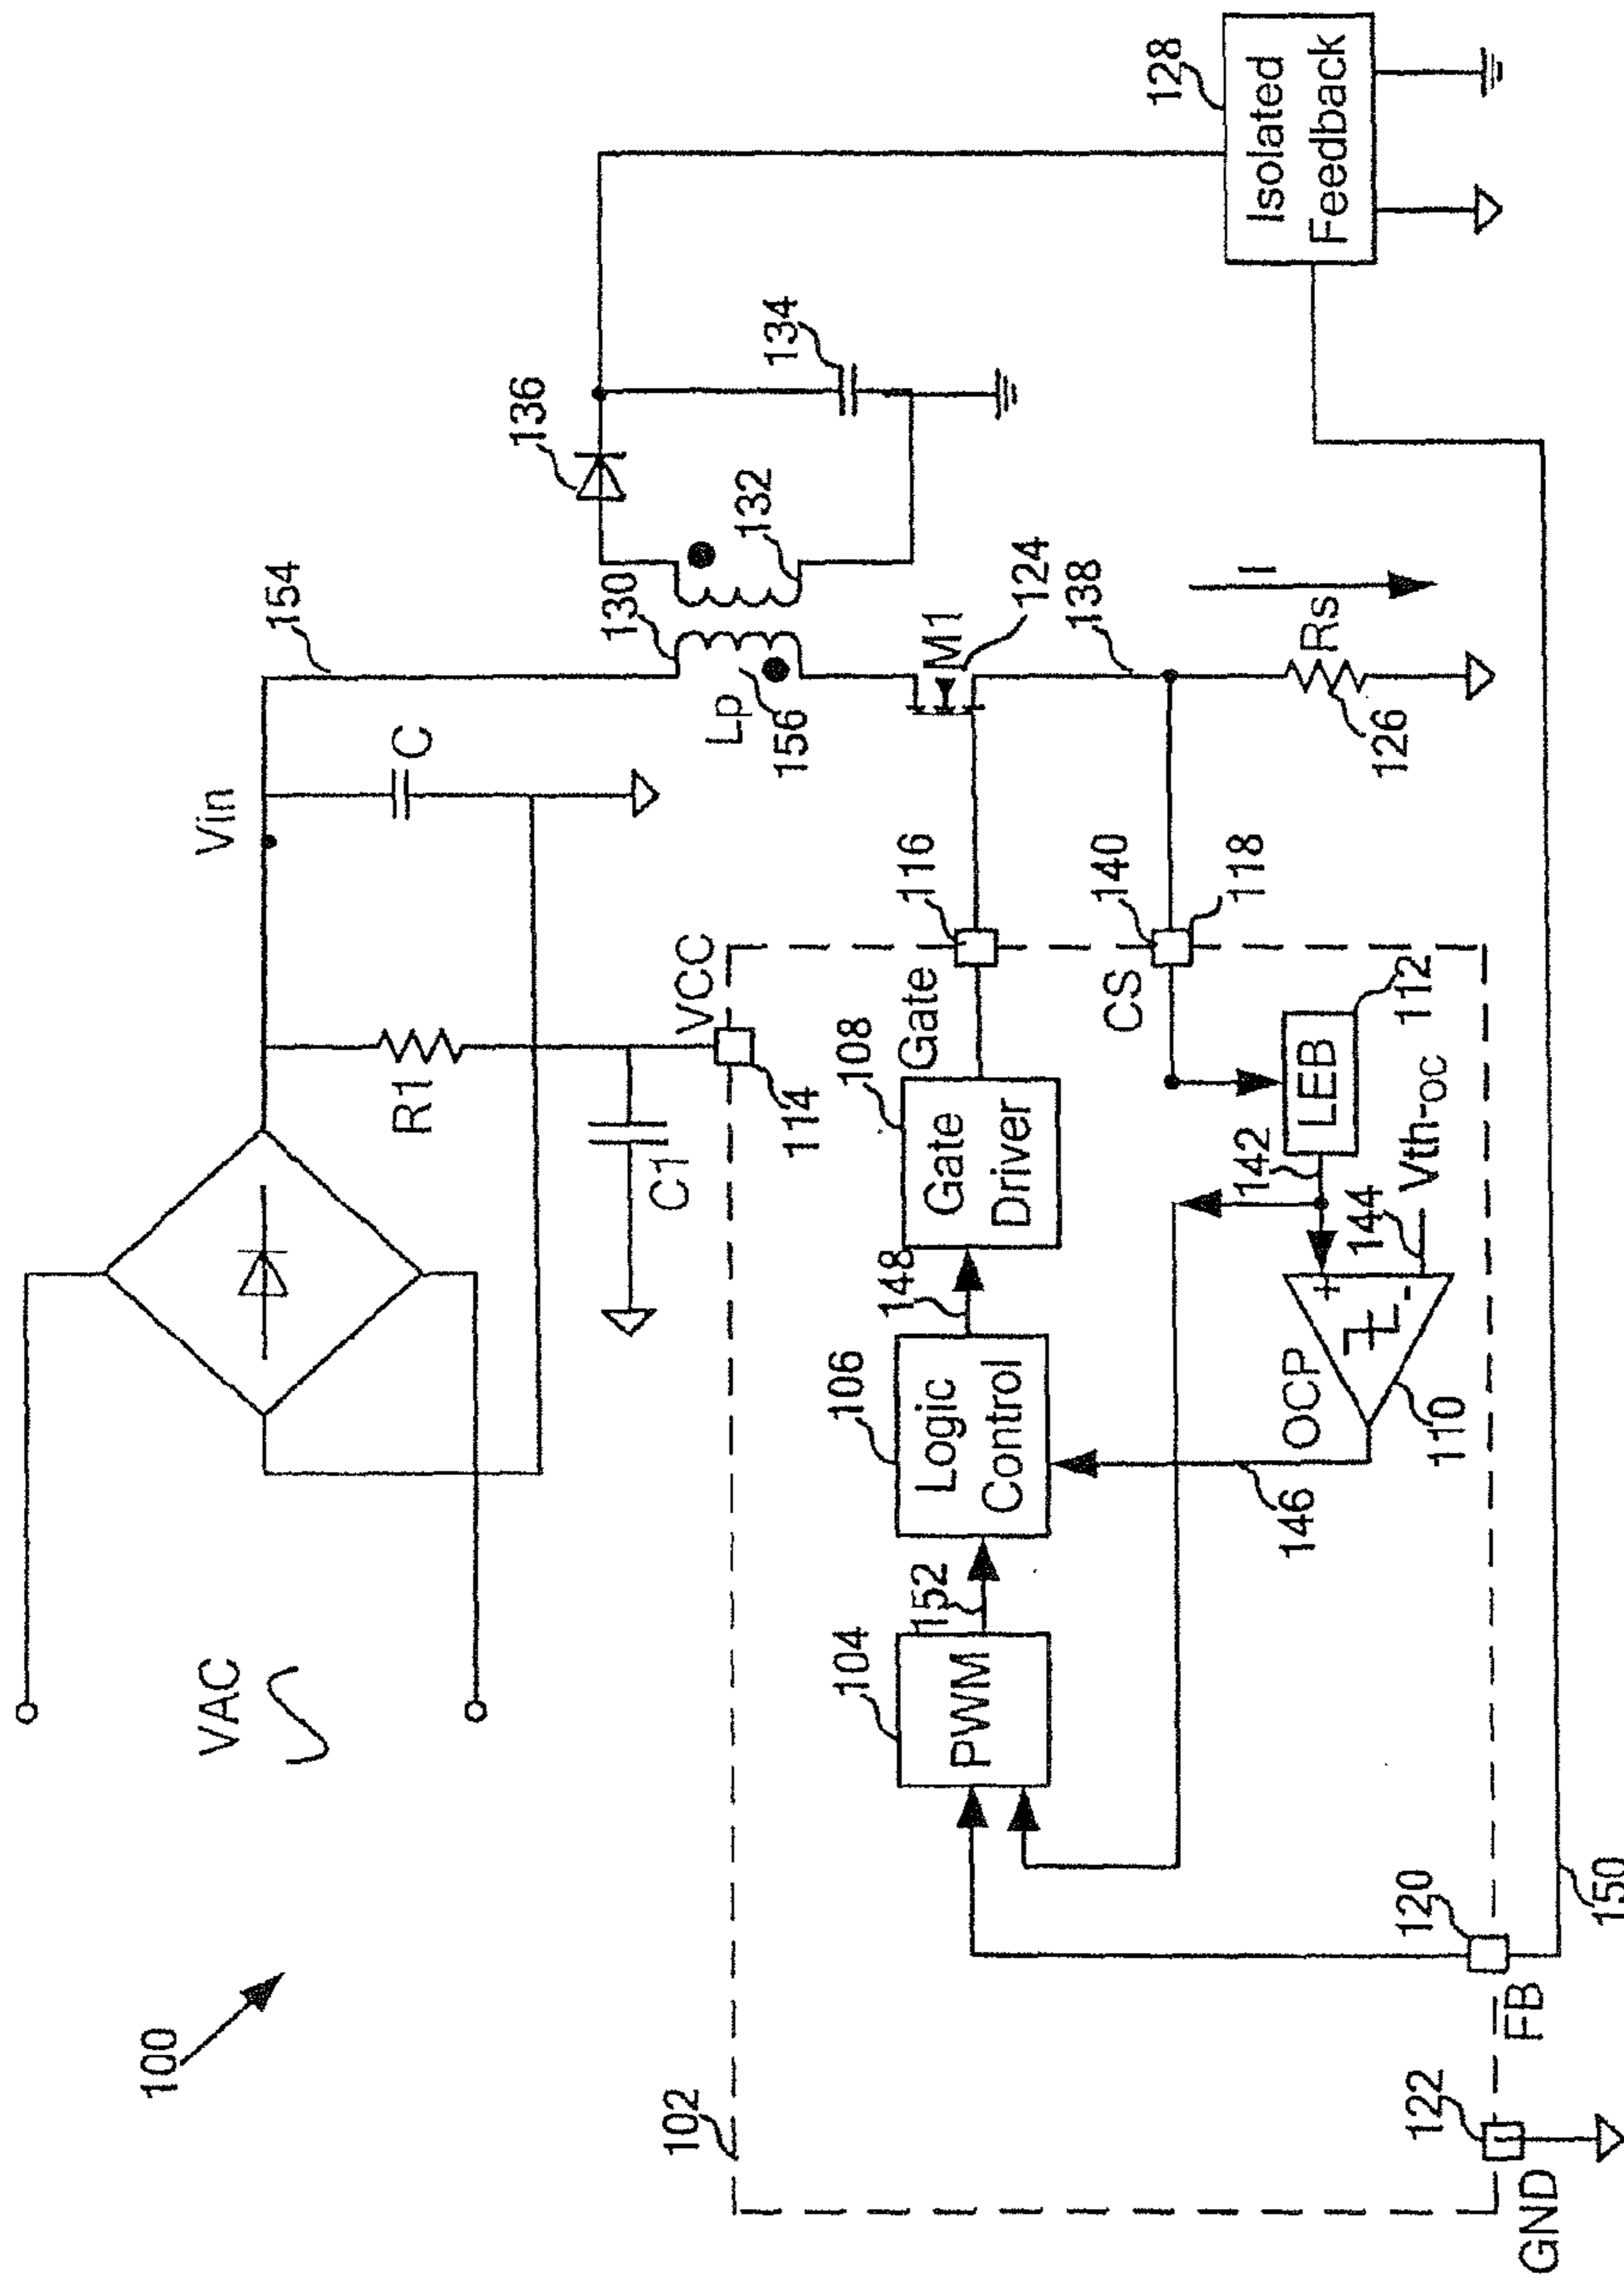 100
VAC
Vin
154
R1
C
C1
VCC
114
130
Lp
156
136
132
134
128
Isolated
Feedback
102
104
PWM
152
106
Logic
Control
148
108
Gate
Driver
Gate
116
M1
124
138
CS
140
118
I
Rs
126
142
LEB
112
144
Vth-OC
OCP
+
-
110
146
120
FB
150
122
GND